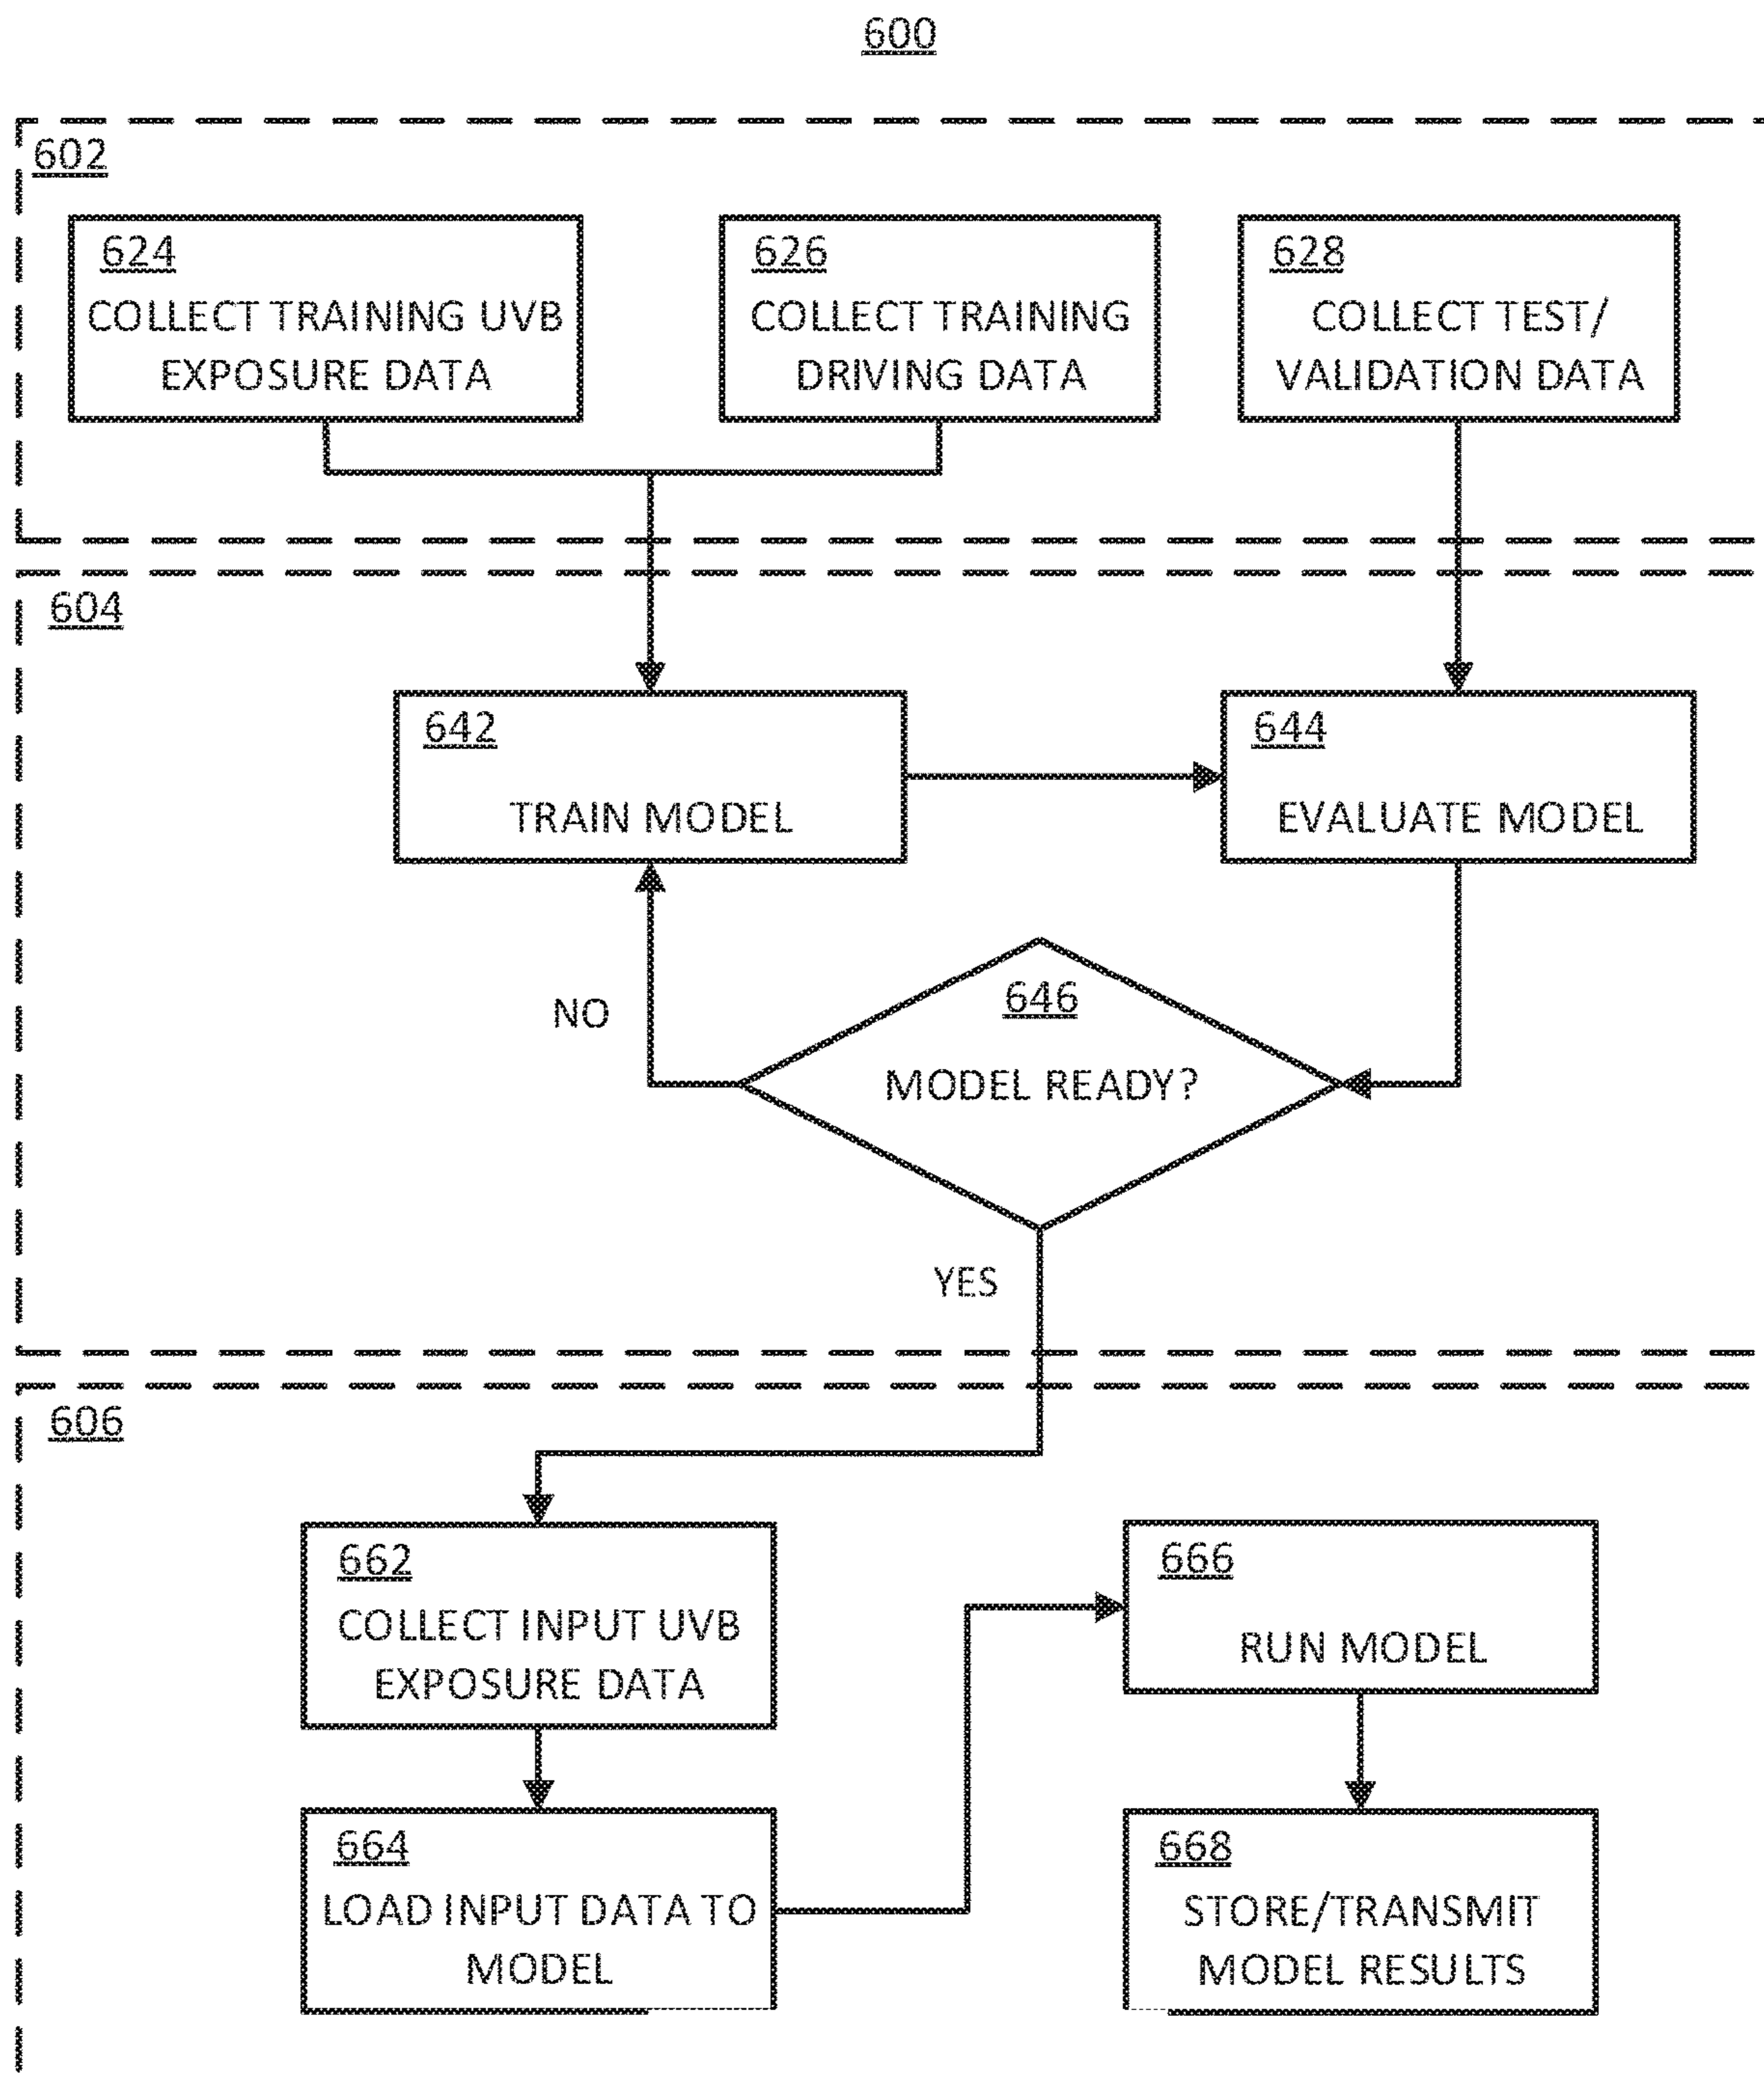 600
602
624
COLLECT TRAINING UVB
EXPOSURE DATA
626
COLLECT TRAINING
DRIVING DATA
628
COLLECT TEST/
VALIDATION DATA
604
642
TRAIN MODEL
644
EVALUATE MODEL
646
MODEL READY?
NO
YES
606
662
COLLECT INPUT UVB
EXPOSURE DATA
664
LOAD INPUT DATA TO
MODEL
666
RUN MODEL
668
STORE/TRANSMIT
MODEL RESULTS